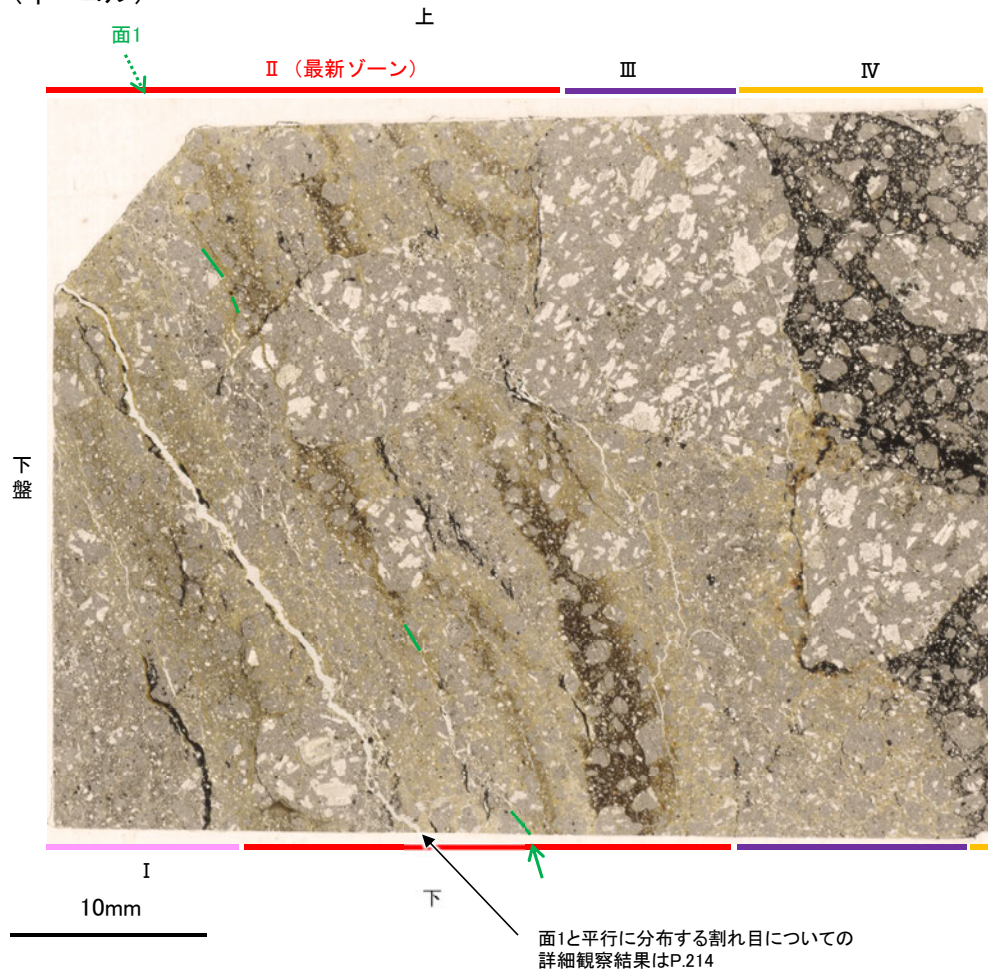 面1
上
Ⅱ（最新ゾーン）
Ⅲ
Ⅳ
下盤
Ⅰ
下
10mm
面1と平行に分布する割れ目についての
詳細観察結果はP.214